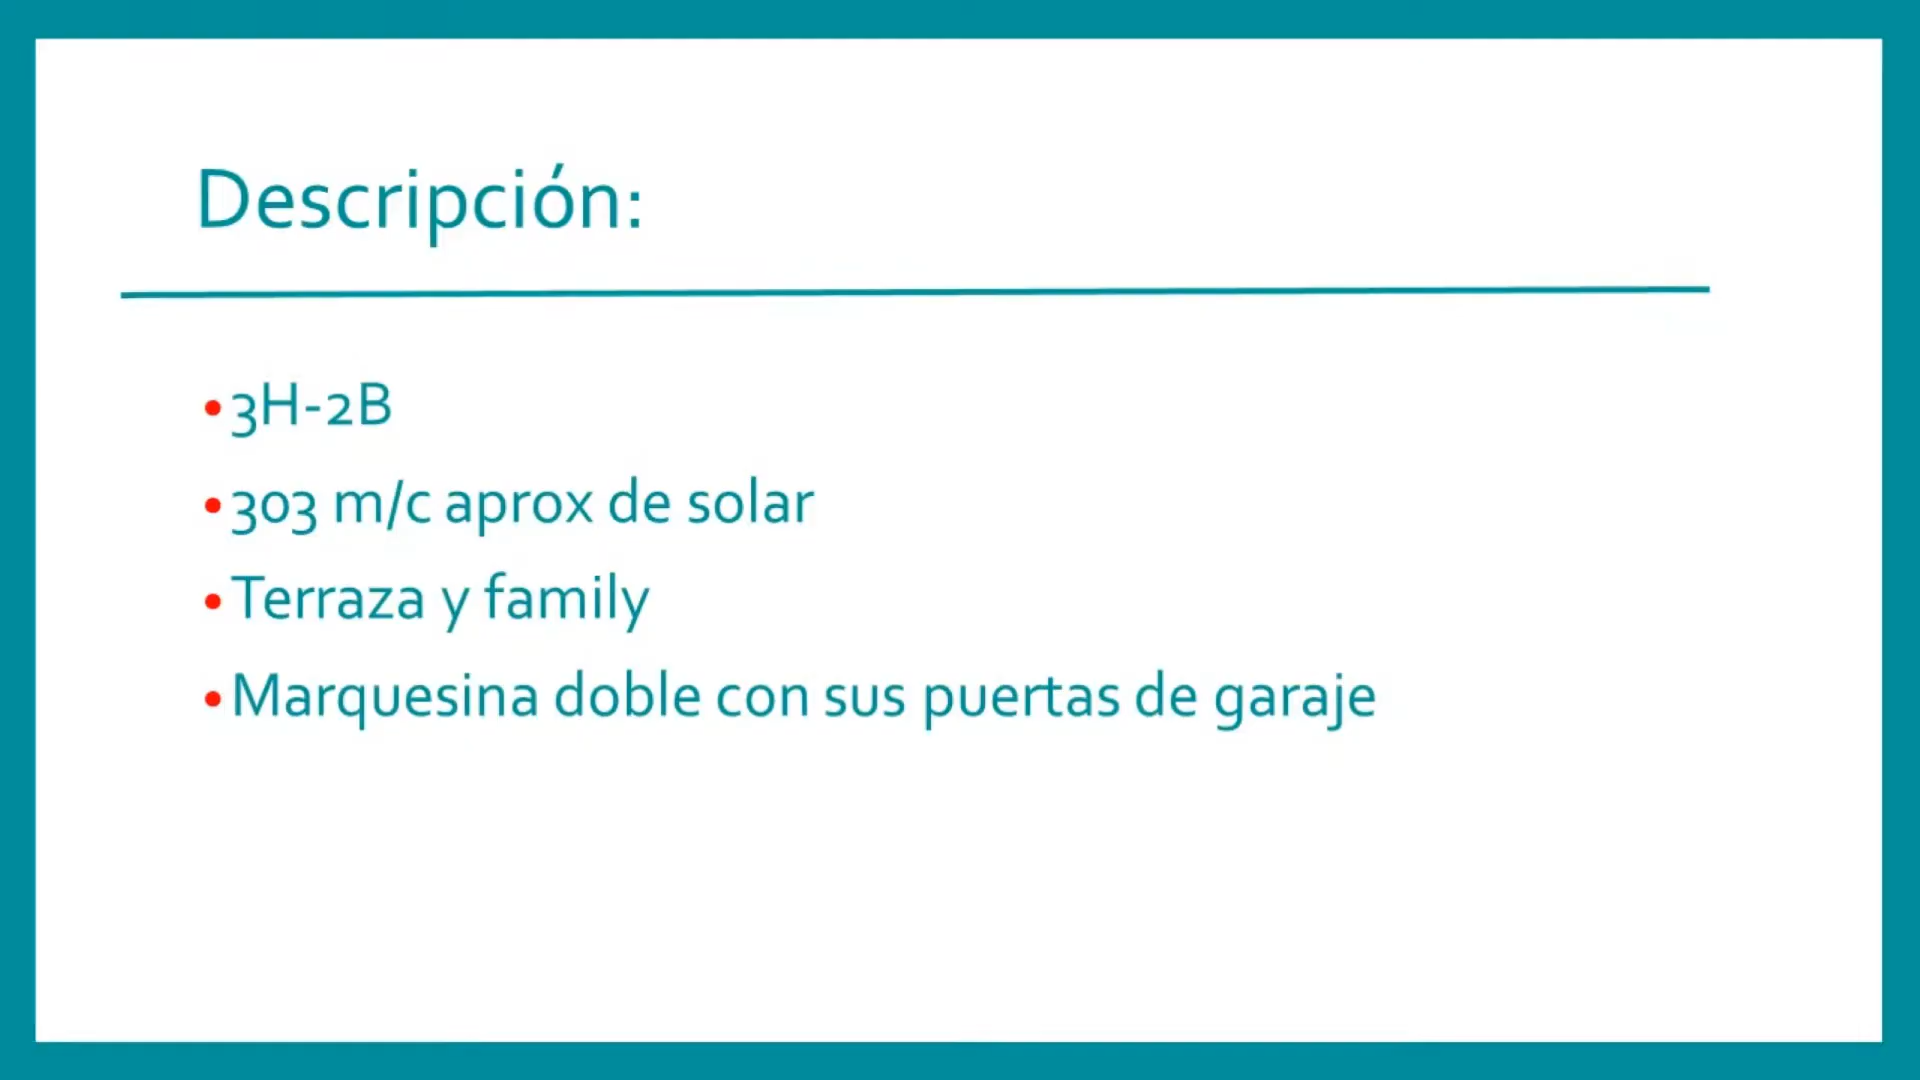 Descripción:
•3H-2B
•303 m/c aprox de solar
•Terraza y family
•Marquesina doble con sus puertas de garaje